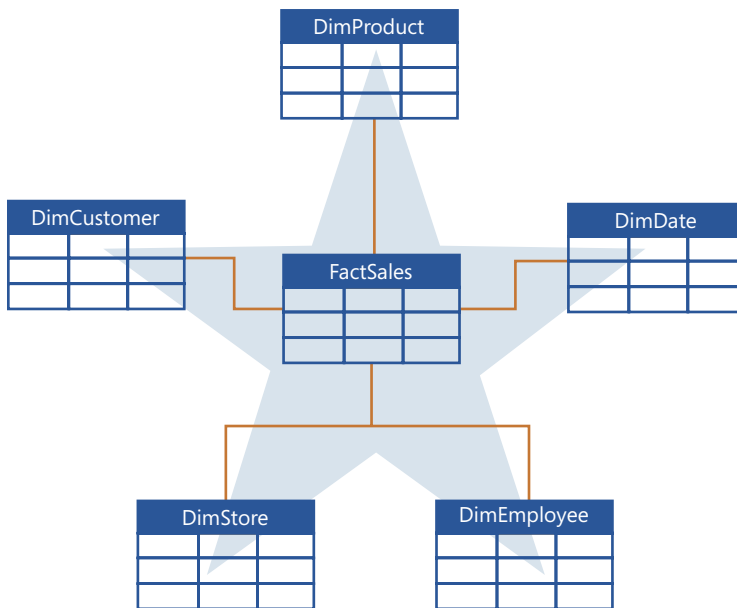 DimProduct
DimCustomer
DimDate
FactSales
DimStore
DimEmployee